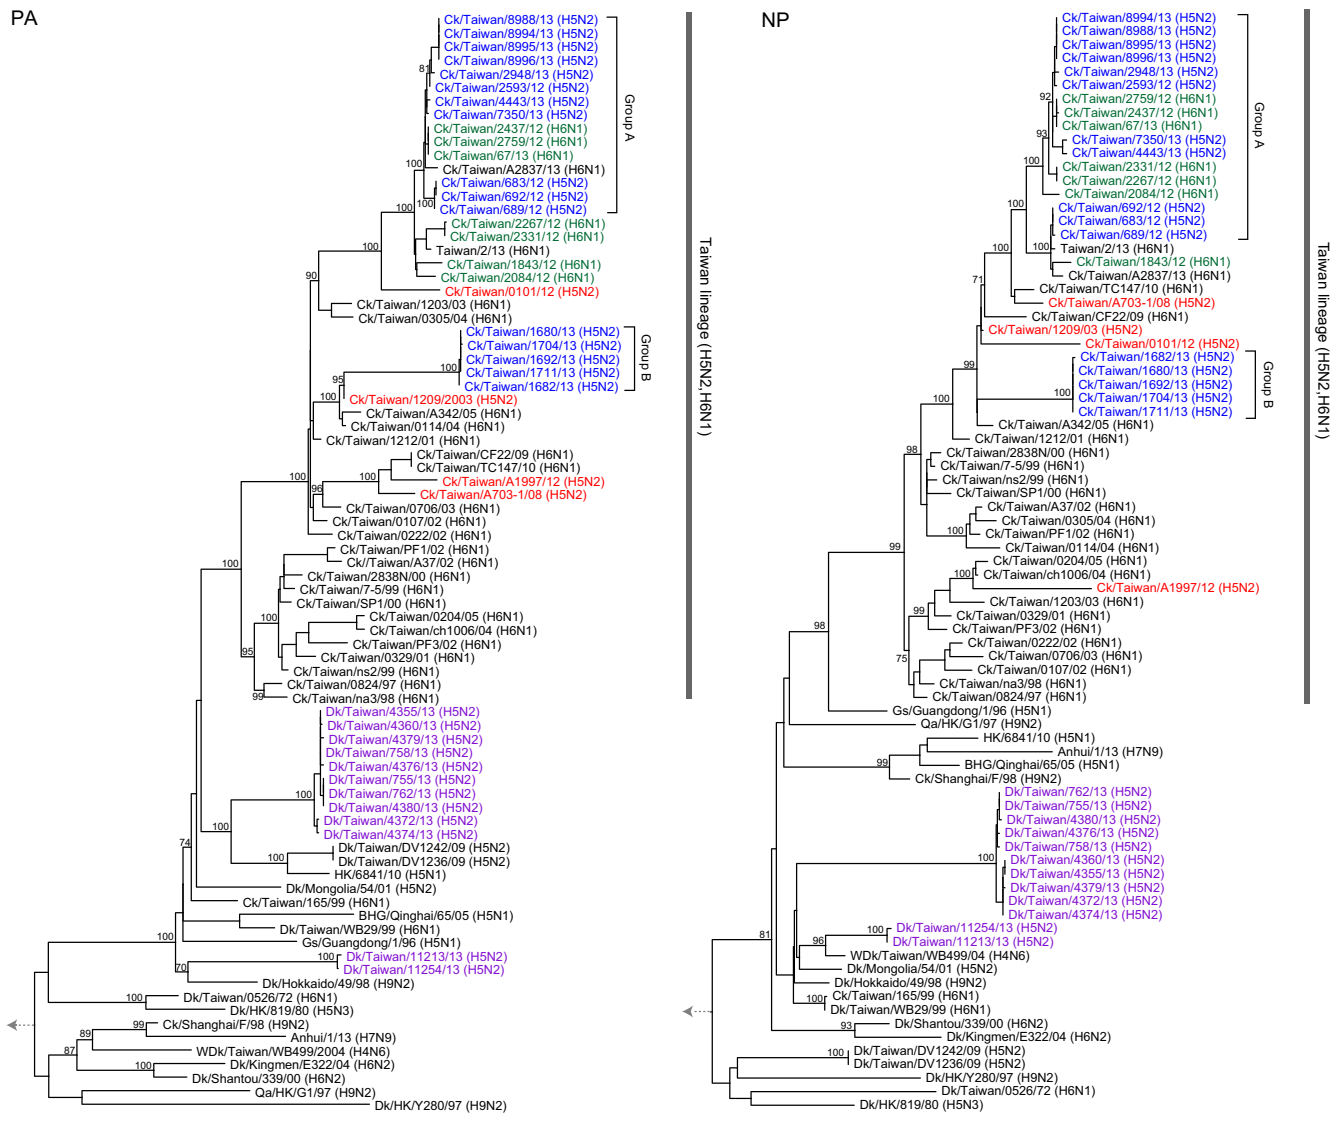 PA
Ck/Taiwan/8988/13 (H5N2)
Ck/Taiwan/8994/13 (H5N2)
Ck/Taiwan/8995/13 (H5N2)
Ck/Taiwan/8996/13 (H5N2)
81
Ck/Taiwan/2948/13 (H5N2)
Ck/Taiwan/2593/12 (H5N2)
Ck/Taiwan/4443/13 (H5N2)
Ck/Taiwan/7350/13 (H5N2)
Ck/Taiwan/2437/12 (H6N1)
Ck/Taiwan/2759/12 (H6N1)
Ck/Taiwan/67/13 (H6N1)
100
Ck/Taiwan/A2837/13 (H6N1)
Ck/Taiwan/683/12 (H5N2)
Ck/Taiwan/692/12 (H5N2)
100
Ck/Taiwan/689/12 (H5N2)
Group A
100
Ck/Taiwan/2267/12 (H6N1)
Ck/Taiwan/2331/12 (H6N1)
100
Taiwan/2/13 (H6N1)
Ck/Taiwan/1843/12 (H6N1)
90
Ck/Taiwan/2084/12 (H6N1)
Ck/Taiwan/0101/12 (H5N2)
Ck/Taiwan/1203/03 (H6N1)
Ck/Taiwan/0305/04 (H6N1)
Ck/Taiwan/1680/13 (H5N2)
Ck/Taiwan/1704/13 (H5N2)
Ck/Taiwan/1692/13 (H5N2)
100
Ck/Taiwan/1711/13 (H5N2)
95
Ck/Taiwan/1682/13 (H5N2)
Group B
100
Ck/Taiwan/1209/2003 (H5N2)
Ck/Taiwan/A342/05 (H6N1)
Ck/Taiwan/0114/04 (H6N1)
Ck/Taiwan/1212/01 (H6N1)
Ck/Taiwan/CF22/09 (H6N1)
Ck/Taiwan/TC147/10 (H6N1)
100
100
Ck/Taiwan/A1997/12 (H5N2)
96
Ck/Taiwan/A703-1/08 (H5N2)
Ck/Taiwan/0706/03 (H6N1)
Ck/Taiwan/0107/02 (H6N1)
Ck/Taiwan/0222/02 (H6N1)
Ck/Taiwan/PF1/02 (H6N1)
Ck/Taiwan/A37/02 (H6N1)
100
Ck/Taiwan/2838N/00 (H6N1)
Ck/Taiwan/7-5/99 (H6N1)
Ck/Taiwan/SP1/00 (H6N1)
100
Ck/Taiwan/0204/05 (H6N1)
Ck/Taiwan/ch1006/04 (H6N1)
Ck/Taiwan/PF3/02 (H6N1)
95
Ck/Taiwan/0329/01 (H6N1)
Ck/Taiwan/ns2/99 (H6N1)
Ck/Taiwan/0824/97 (H6N1)
99
Ck/Taiwan/na3/98 (H6N1)
Taiwan lineage (H5N2,H6N1)
Dk/Taiwan/4355/13 (H5N2)
Dk/Taiwan/4360/13 (H5N2)
Dk/Taiwan/4379/13 (H5N2)
Dk/Taiwan/758/13 (H5N2)
Dk/Taiwan/4376/13 (H5N2)
Dk/Taiwan/755/13 (H5N2)
100
Dk/Taiwan/762/13 (H5N2)
Dk/Taiwan/4380/13 (H5N2)
Dk/Taiwan/4372/13 (H5N2)
100
Dk/Taiwan/4374/13 (H5N2)
74
Dk/Taiwan/DV1242/09 (H5N2)
100
Dk/Taiwan/DV1236/09 (H5N2)
HK/6841/10 (H5N1)
Dk/Mongolia/54/01 (H5N2)
Ck/Taiwan/165/99 (H6N1)
BHG/Qinghai/65/05 (H5N1)
Dk/Taiwan/WB29/99 (H6N1)
100
Gs/Guangdong/1/96 (H5N1)
100
Dk/Taiwan/11213/13 (H5N2)
70
Dk/Taiwan/11254/13 (H5N2)
Dk/Hokkaido/49/98 (H9N2)
100
Dk/Taiwan/0526/72 (H6N1)
Dk/HK/819/80 (H5N3)
99
Ck/Shanghai/F/98 (H9N2)
89
Anhui/1/13 (H7N9)
87
WDk/Taiwan/WB499/2004 (H4N6)
100
Dk/Kingmen/E322/04 (H6N2)
Dk/Shantou/339/00 (H6N2)
Qa/HK/G1/97 (H9N2)
Dk/HK/Y280/97 (H9N2)
NP
Ck/Taiwan/8994/13 (H5N2)
Ck/Taiwan/8988/13 (H5N2)
Ck/Taiwan/8995/13 (H5N2)
Ck/Taiwan/8996/13 (H5N2)
Ck/Taiwan/2948/13 (H5N2)
Ck/Taiwan/2593/12 (H5N2)
92
Ck/Taiwan/2759/12 (H6N1)
Ck/Taiwan/2437/12 (H6N1)
Ck/Taiwan/67/13 (H6N1)
93
Ck/Taiwan/7350/13 (H5N2)
Ck/Taiwan/4443/13 (H5N2)
100
Ck/Taiwan/2331/12 (H6N1)
Ck/Taiwan/2267/12 (H6N1)
Ck/Taiwan/2084/12 (H6N1)
100
Ck/Taiwan/692/12 (H5N2)
Ck/Taiwan/683/12 (H5N2)
Ck/Taiwan/689/12 (H5N2)
Group A
100
100
Taiwan/2/13 (H6N1)
Ck/Taiwan/1843/12 (H6N1)
71
Ck/Taiwan/A2837/13 (H6N1)
Ck/Taiwan/TC147/10 (H6N1)
Ck/Taiwan/A703-1/08 (H5N2)
Ck/Taiwan/CF22/09 (H6N1)
Ck/Taiwan/1209/03 (H5N2)
Ck/Taiwan/0101/12 (H5N2)
99
Ck/Taiwan/1682/13 (H5N2)
Ck/Taiwan/1680/13 (H5N2)
Ck/Taiwan/1692/13 (H5N2)
100
100
Ck/Taiwan/1704/13 (H5N2)
Ck/Taiwan/1711/13 (H5N2)
Group B
Ck/Taiwan/A342/05 (H6N1)
Ck/Taiwan/1212/01 (H6N1)
98
Ck/Taiwan/2838N/00 (H6N1)
Ck/Taiwan/7-5/99 (H6N1)
Ck/Taiwan/ns2/99 (H6N1)
Ck/Taiwan/SP1/00 (H6N1)
Ck/Taiwan/A37/02 (H6N1)
Ck/Taiwan/0305/04 (H6N1)
100
Ck/Taiwan/PF1/02 (H6N1)
99
Ck/Taiwan/0114/04 (H6N1)
Ck/Taiwan/0204/05 (H6N1)
100
Ck/Taiwan/ch1006/04 (H6N1)
Ck/Taiwan/A1997/12 (H5N2)
Ck/Taiwan/1203/03 (H6N1)
99
Ck/Taiwan/0329/01 (H6N1)
98
Ck/Taiwan/PF3/02 (H6N1)
Ck/Taiwan/0222/02 (H6N1)
75
Ck/Taiwan/0706/03 (H6N1)
Ck/Taiwan/0107/02 (H6N1)
Ck/Taiwan/na3/98 (H6N1)
Ck/Taiwan/0824/97 (H6N1)
Taiwan lineage (H5N2,H6N1)
Gs/Guangdong/1/96 (H5N1)
Qa/HK/G1/97 (H9N2)
HK/6841/10 (H5N1)
Anhui/1/13 (H7N9)
99
BHG/Qinghai/65/05 (H5N1)
Ck/Shanghai/F/98 (H9N2)
Dk/Taiwan/762/13 (H5N2)
Dk/Taiwan/755/13 (H5N2)
Dk/Taiwan/4380/13 (H5N2)
Dk/Taiwan/4376/13 (H5N2)
Dk/Taiwan/758/13 (H5N2)
100
Dk/Taiwan/4360/13 (H5N2)
Dk/Taiwan/4355/13 (H5N2)
Dk/Taiwan/4379/13 (H5N2)
Dk/Taiwan/4372/13 (H5N2)
Dk/Taiwan/4374/13 (H5N2)
81
100
Dk/Taiwan/11254/13 (H5N2)
96
Dk/Taiwan/11213/13 (H5N2)
WDk/Taiwan/WB499/04 (H4N6)
Dk/Mongolia/54/01 (H5N2)
Dk/Hokkaido/49/98 (H9N2)
100
Ck/Taiwan/165/99 (H6N1)
Dk/Taiwan/WB29/99 (H6N1)
93
Dk/Shantou/339/00 (H6N2)
Dk/Kingmen/E322/04 (H6N2)
100
Dk/Taiwan/DV1242/09 (H5N2)
Dk/Taiwan/DV1236/09 (H5N2)
Dk/HK/Y280/97 (H9N2)
Dk/Taiwan/0526/72 (H6N1)
Dk/HK/819/80 (H5N3)